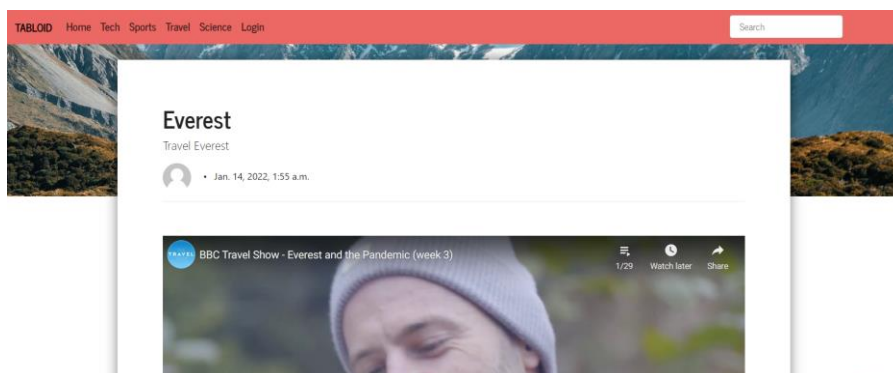 TABLOID Home Tech Sports Travel Science Login Search
Everest
Travel Everest
• Jan. 14, 2022, 1:55 a.m.
TRAVEL BBC Travel Show - Everest and the Pandemic (week 3)
1/29 Watch later Share